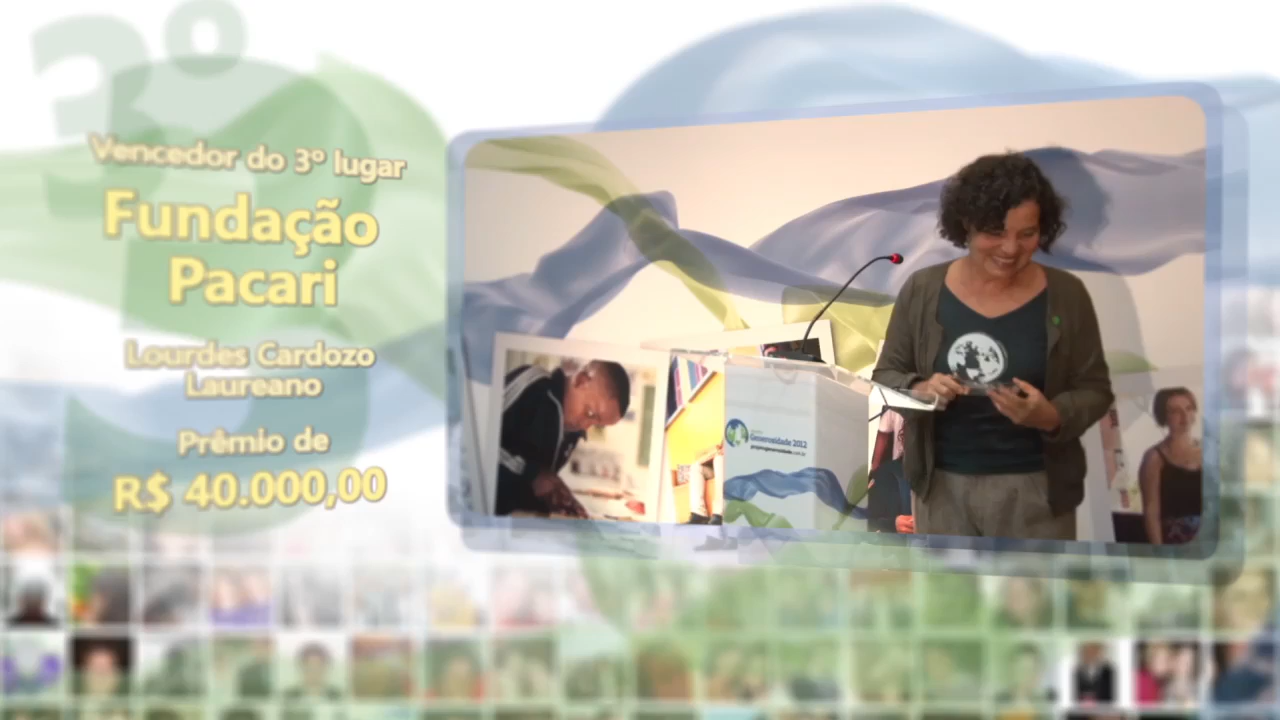 3º
Vencedor do 3º lugar
Fundação
Pacari
Lourdes Cardozo
Laureano
Prêmio de
R$ 40.000,00
Generosidade 2012